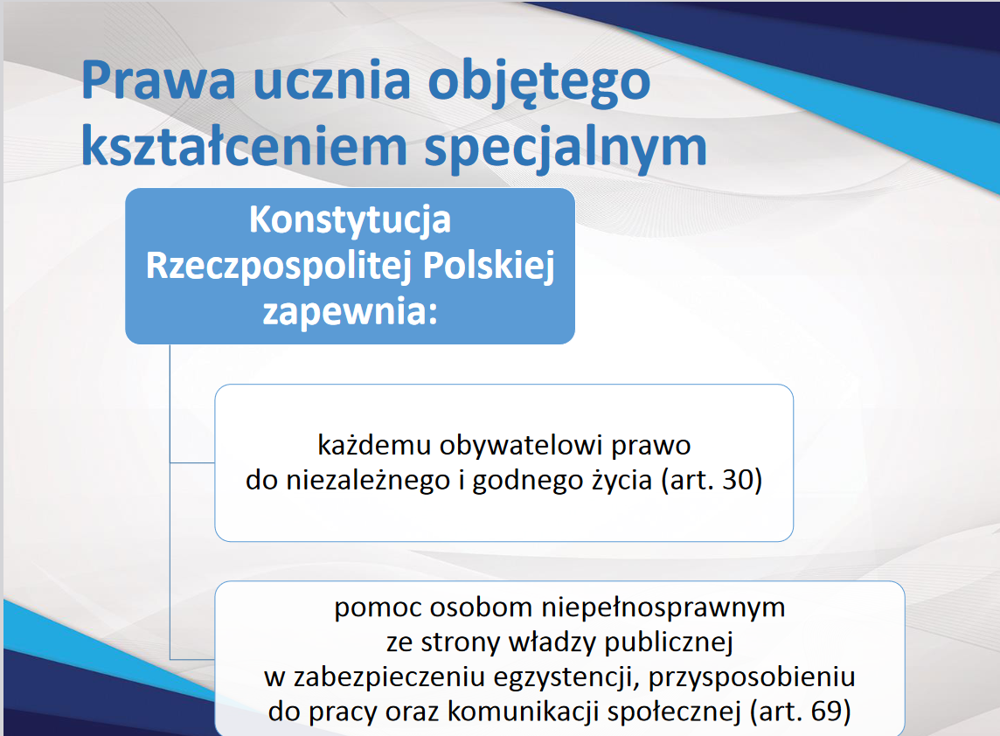 Prawa ucznia objętego
kształceniem specjalnym
Konstytucja
Rzeczpospolitej Polskiej
zapewnia:
każdemu obywatelowi prawo
do niezależnego i godnego życia (art. 30)
pomoc osobom niepełnosprawnym
ze strony władzy publicznej
w zabezpieczeniu egzystencji, przysposobieniu
do pracy oraz komunikacji społecznej (art. 69)